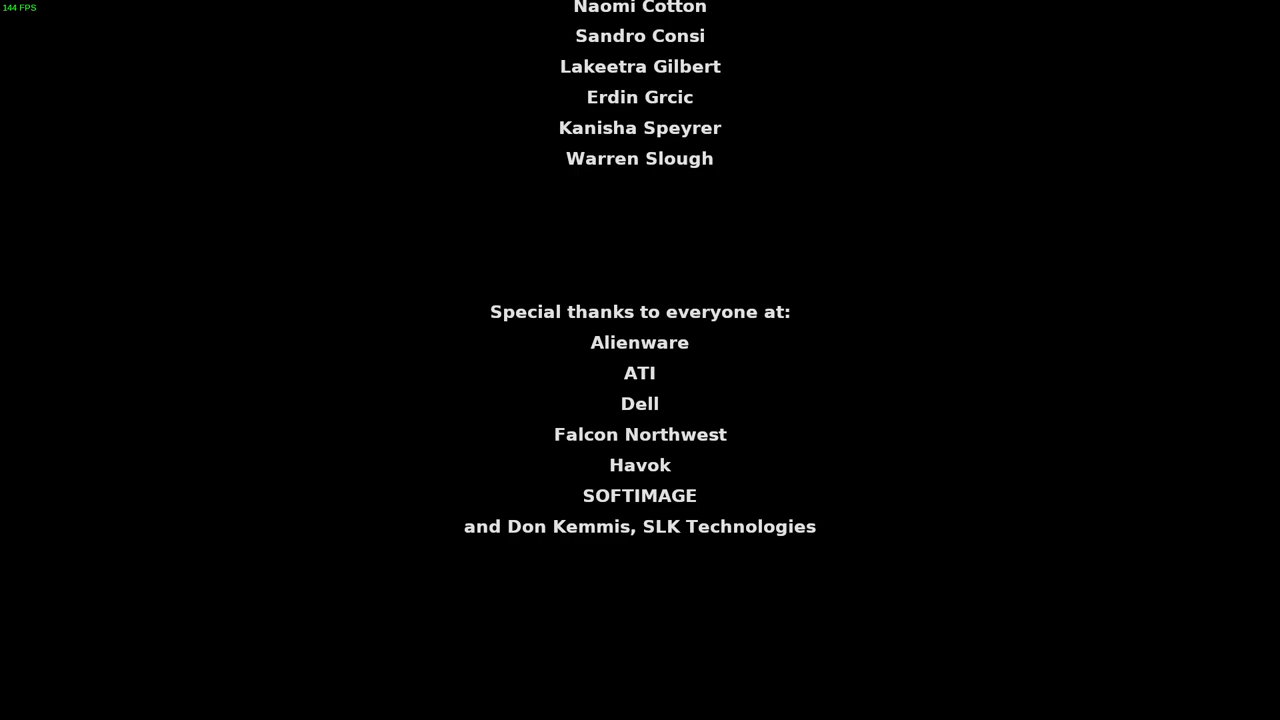 144 FPS
Naomi Cotton
Sandro Consi
Lakeetra Gilbert
Erdin Grcic
Kanisha Speyrer
Warren Slough
Special thanks to everyone at:
Alienware
ATI
Dell
Falcon Northwest
Havok
SOFTIMAGE
and Don Kemmis, SLK Technologies